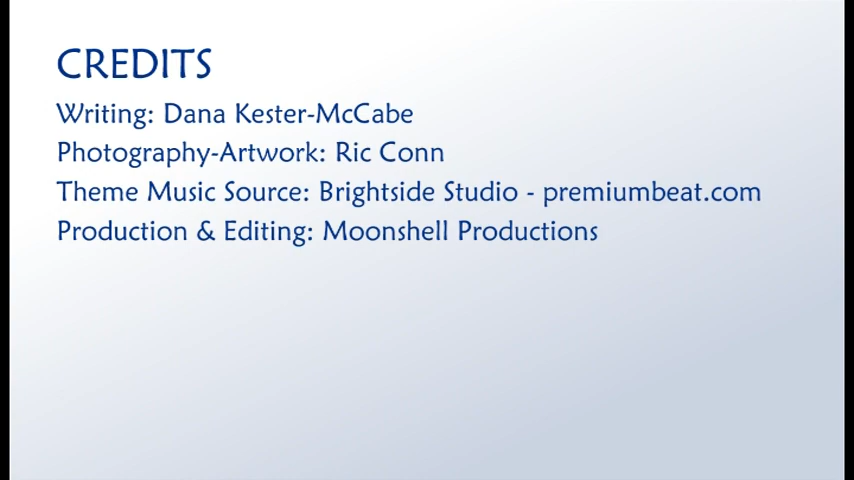 CREDITS
Writing: Dana Kester-McCabe
Photography-Artwork: Ric Conn
Theme Music Source: Brightside Studio - premiumbeat.com
Production & Editing: Moonshell Productions